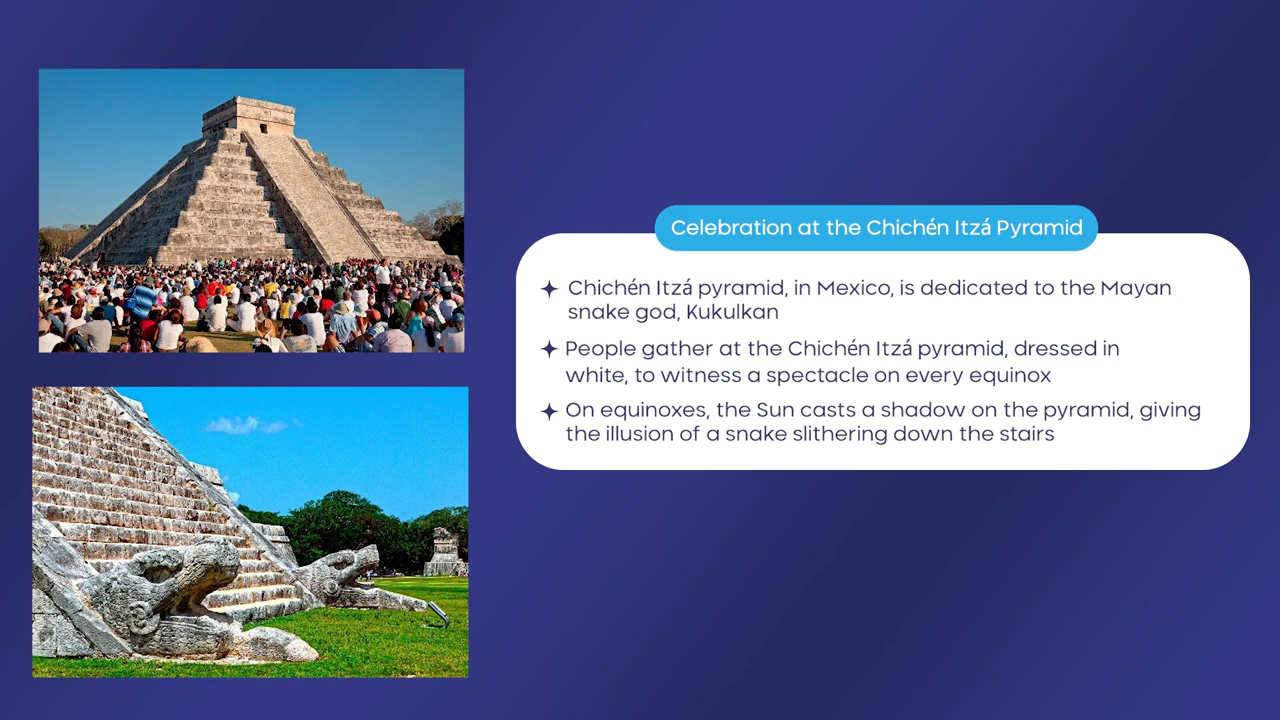 Celebration at the Chichén Itzá Pyramid
Chichén Itzá pyramid, in Mexico, is dedicated to the Mayan
snake god, Kukulkan
People gather at the Chichén Itzá pyramid, dressed in
white, to witness a spectacle on every equinox
On equinoxes, the Sun casts a shadow on the pyramid, giving
the illusion of a snake slithering down the stairs